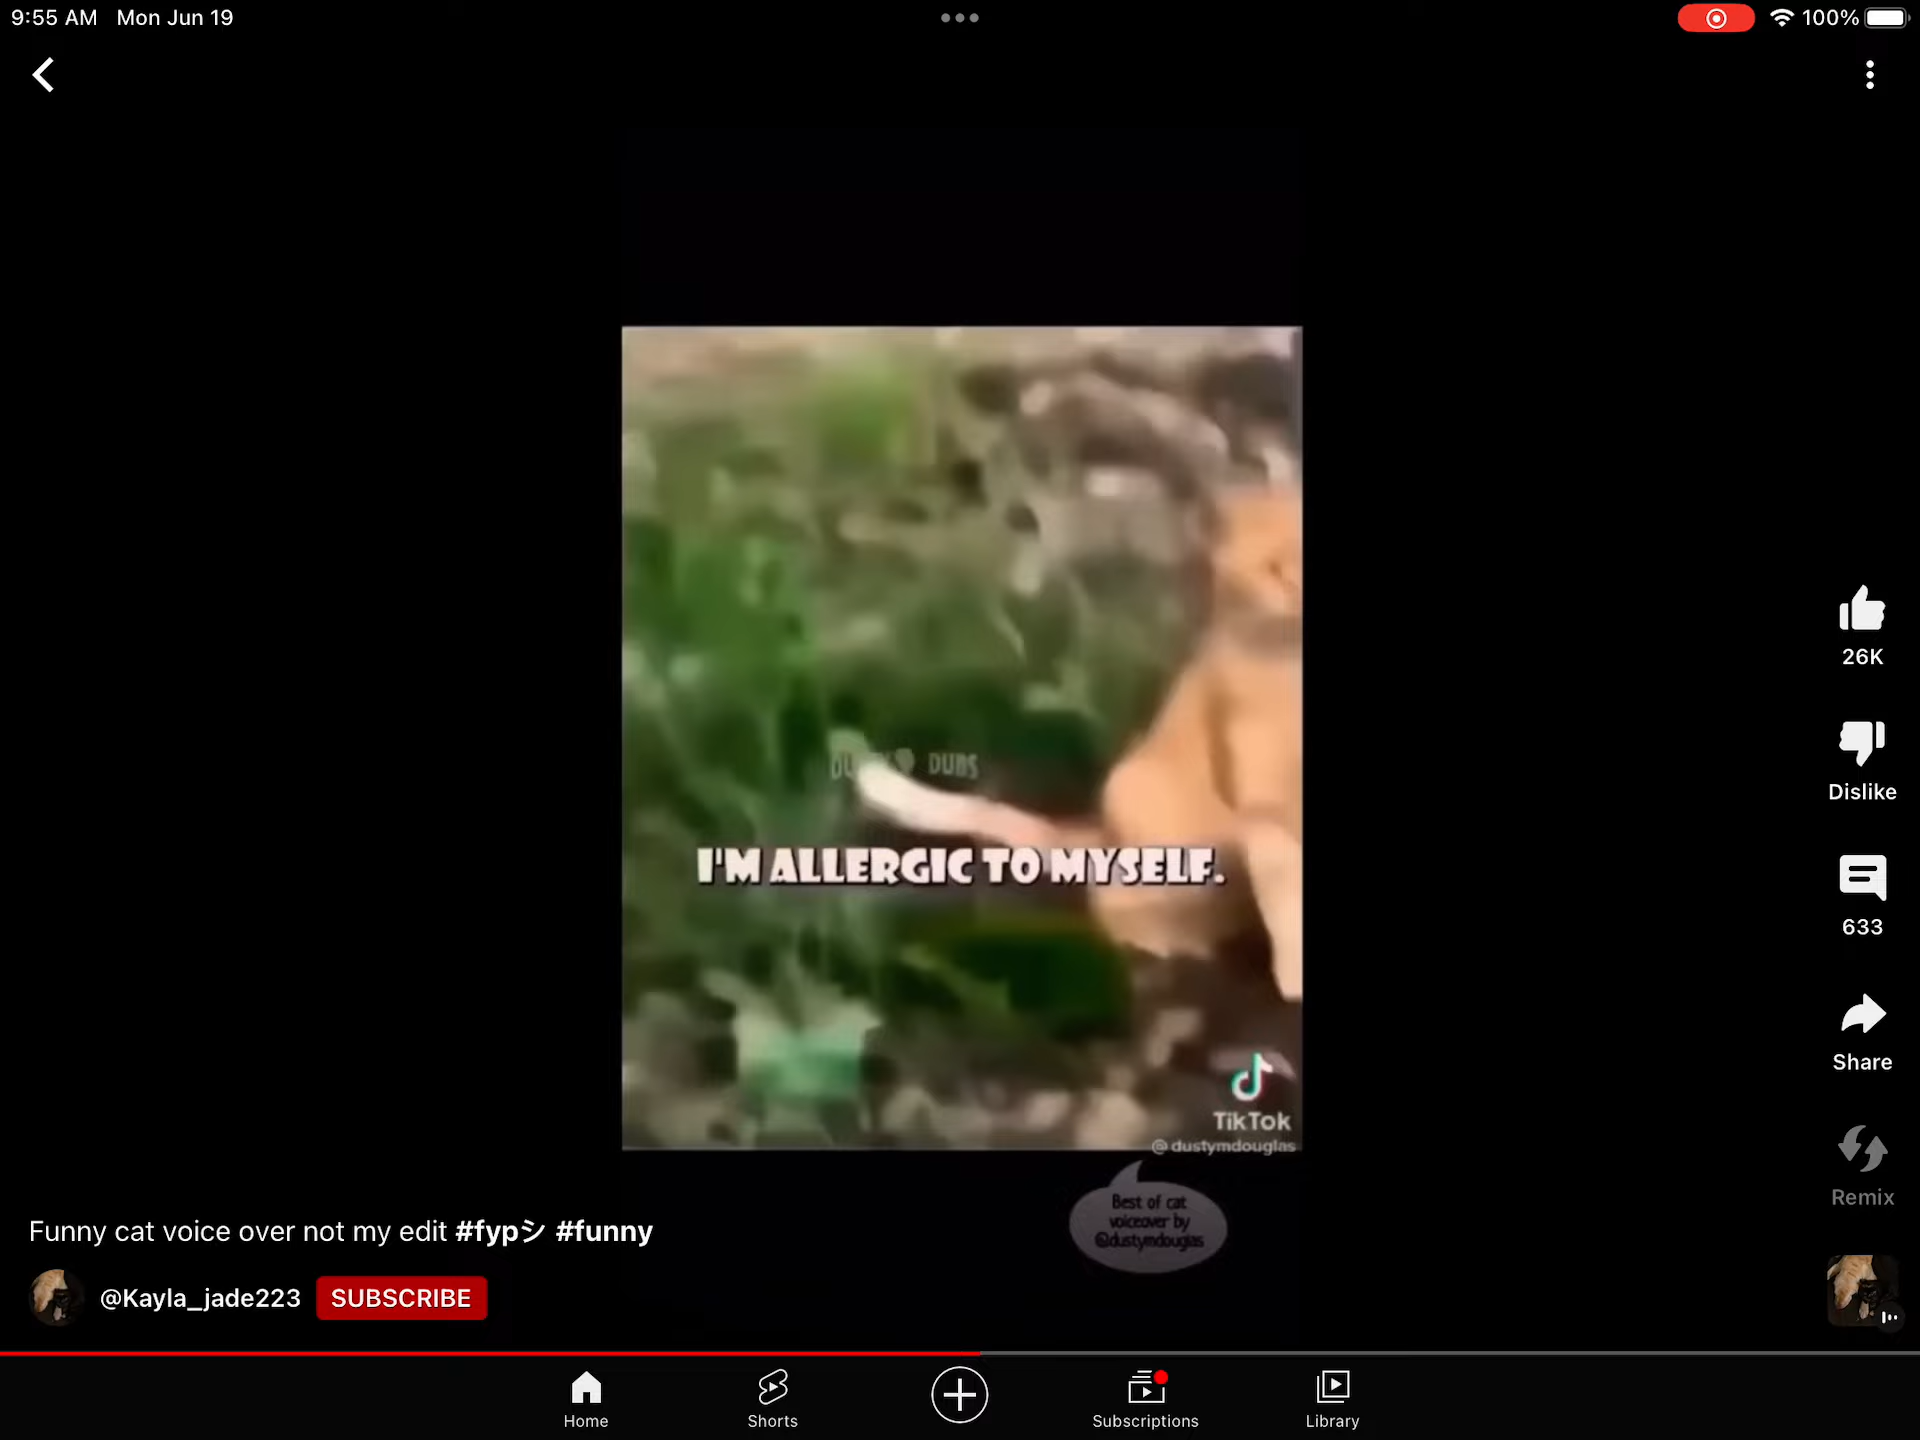 9:55 AM Mon Jun 19
100%
DUBS
I'M ALLERGIC TO MYSELF.
TikTok
@dustymdouglas
Best of cat
voiceover by
@dustymdouglas
26K
Dislike
633
Share
Remix
Funny cat voice over not my edit #fypシ #funny
@Kayla_jade223 SUBSCRIBE
Home Shorts Subscriptions Library